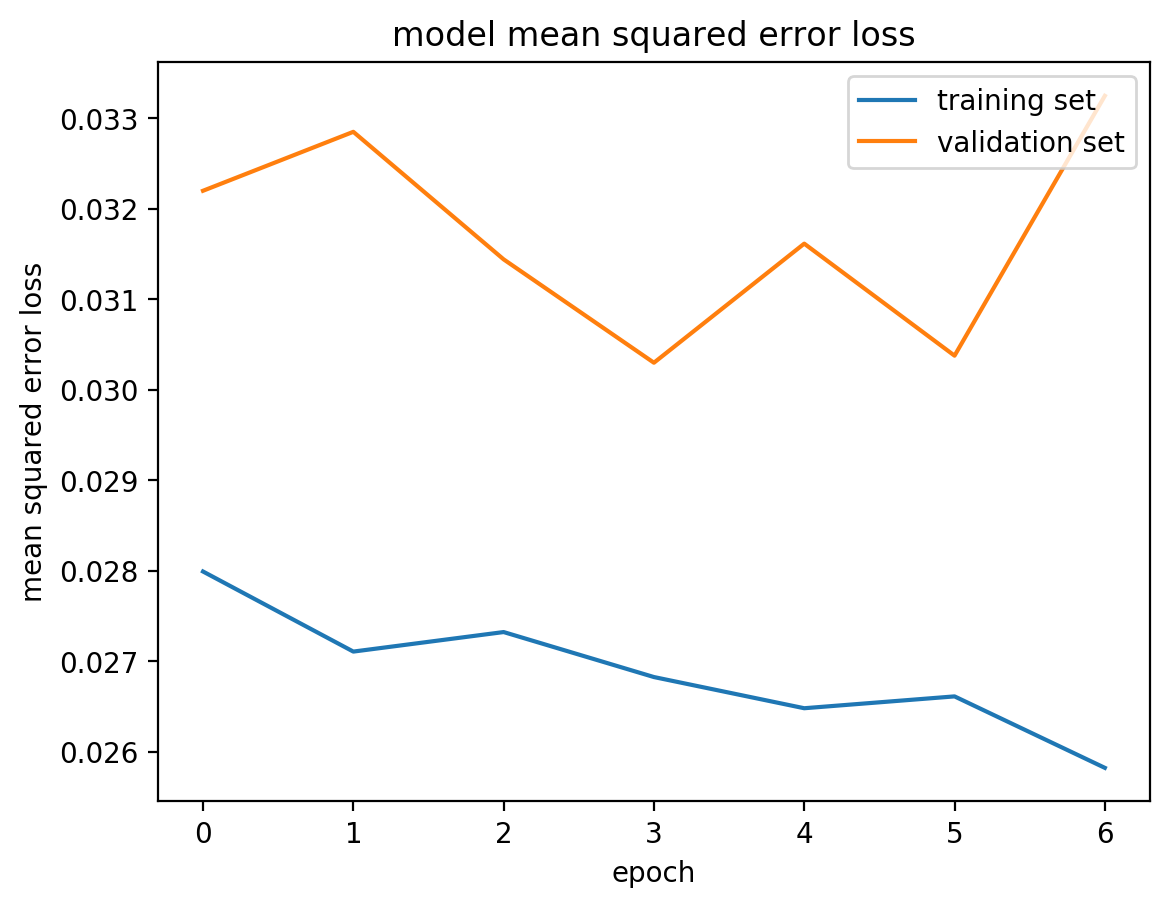 model mean squared error loss
training set
validation set
0.033
0.032
0.031
0.030
0.029
0.028
0.027
0.026
mean squared error loss
0 1 2 3 4 5 6
epoch